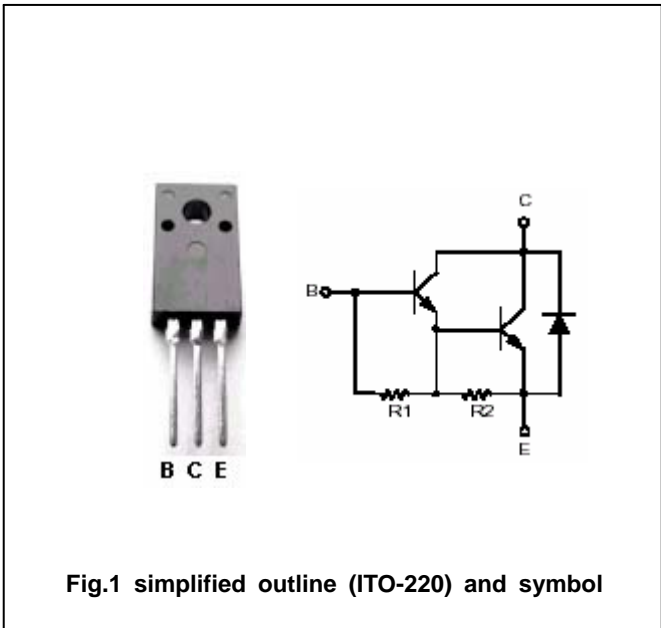 C
B
R1
R2
E
B C E
Fig.1 simplified outline (ITO-220) and symbol